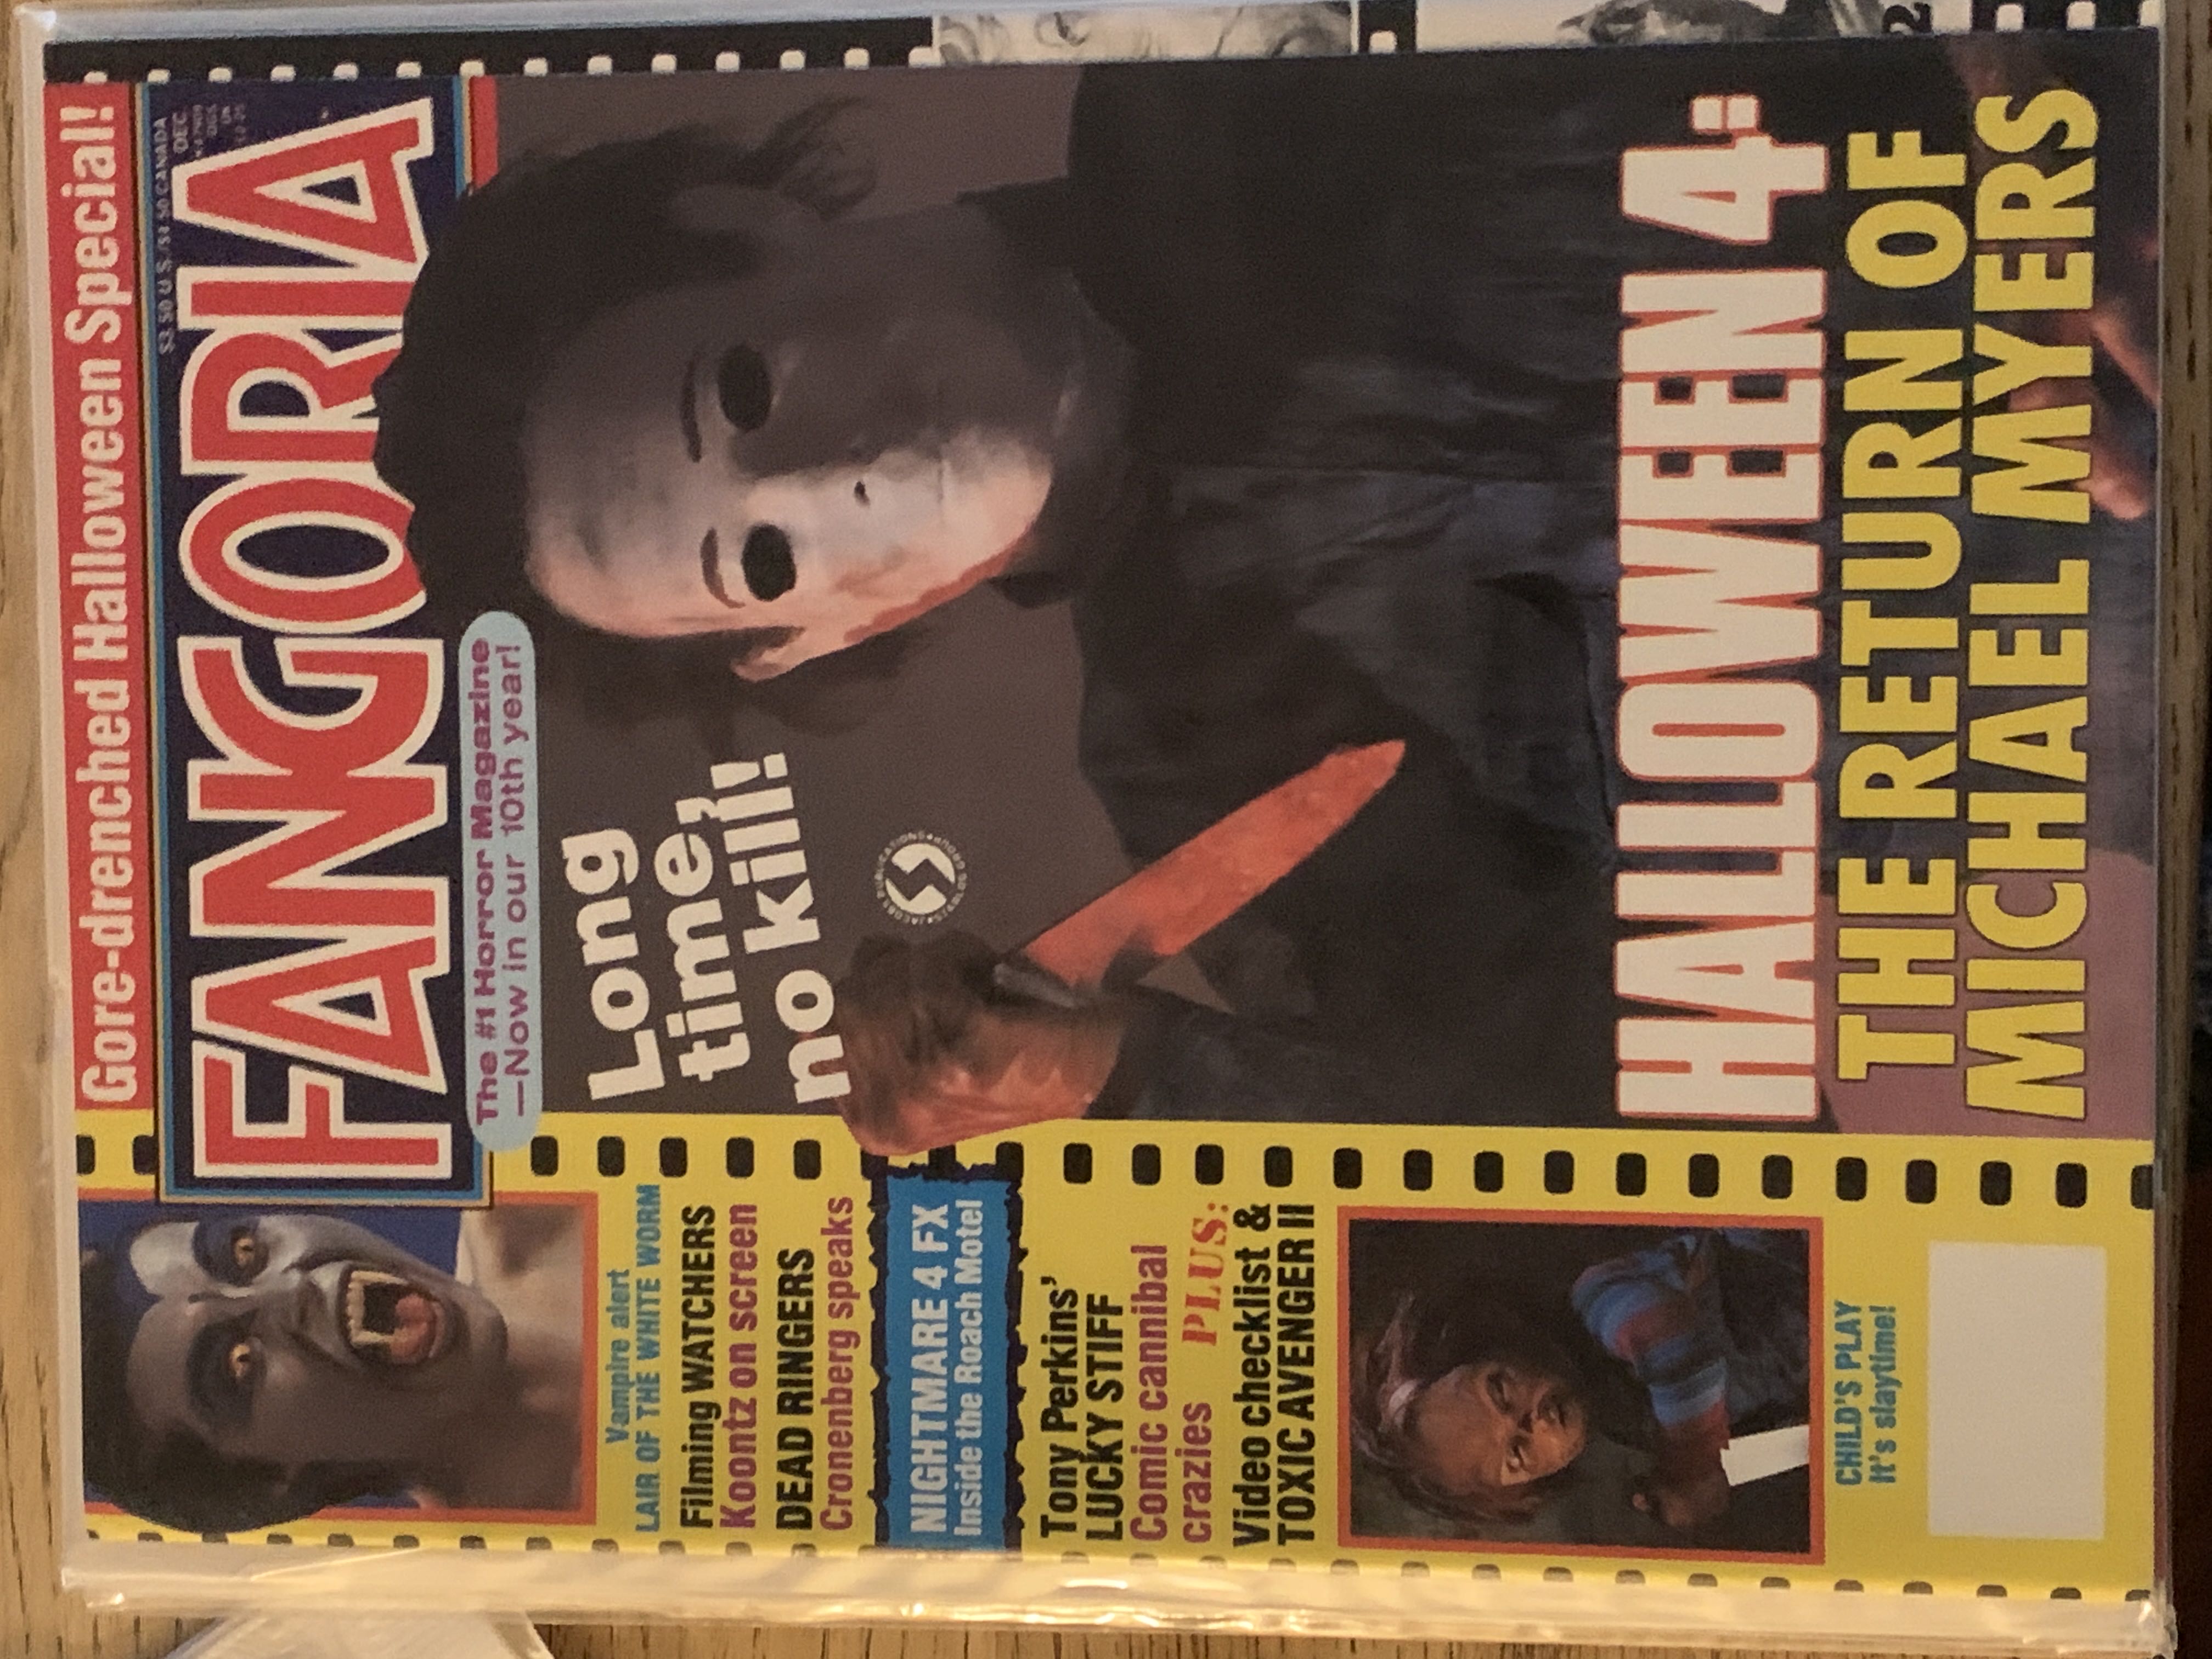 Gore-drenched Halloween Special!
$3.50 U.S./$4.50 CANADA
DEC.
FANGORIA
The #1 Horror Magazine
—Now in our 10th year!
Long
time,
no kill!
HALLOWEEN 4:
THE RETURN OF
MICHAEL MYERS
Vampire alert
LAIR OF THE WHITE WORM
Filming WATCHERS
Koontz on screen
DEAD RINGERS
Cronenberg speaks
NIGHTMARE 4 FX
Inside the Roach Motel
Tony Perkins'
LUCKY STIFF
Comic cannibal
crazies PLUS:
Video checklist &
TOXIC AVENGER II
CHILD'S PLAY
It's slaytime!